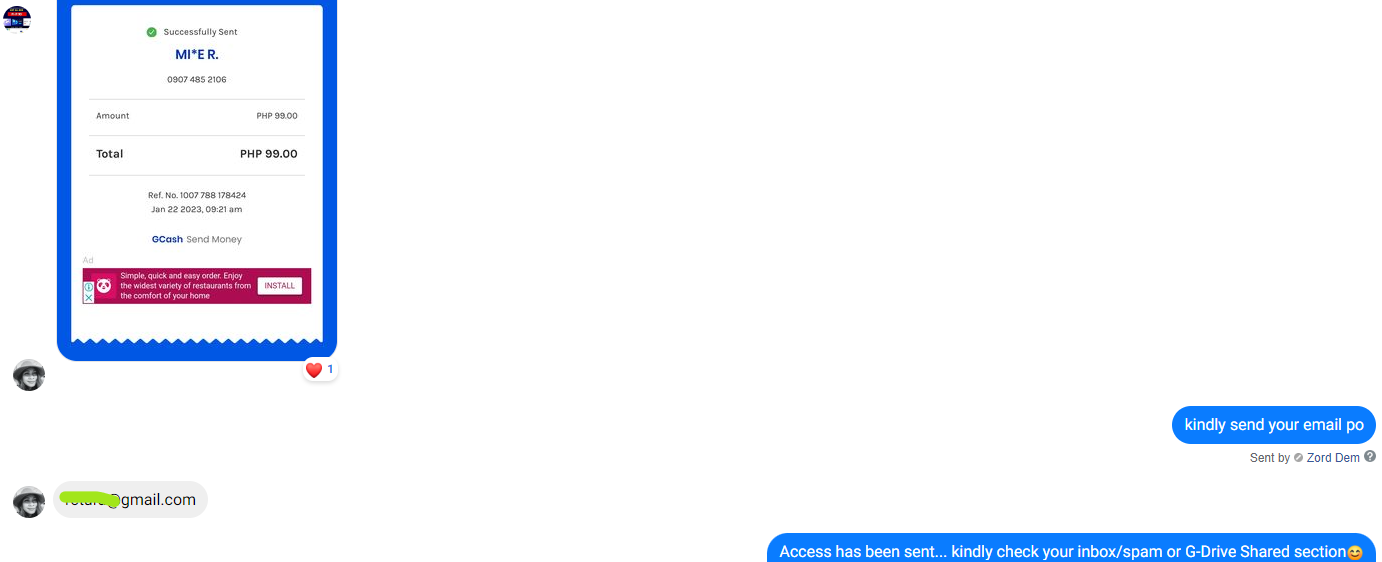 Successfully Sent
MI*E R.
0907 485 2106
Amount PHP 99.00
Total PHP 99.00
Ref. No. 1007 788 178424
Jan 22 2023, 09:21 am
GCash Send Money
Ad
Simple, quick and easy order. Enjoy
the widest variety of restaurants from
the comfort of your home
INSTALL
1
kindly send your email po
Sent by Zord Dem
@gmail.com
Access has been sent... kindly check your inbox/spam or G-Drive Shared section😊